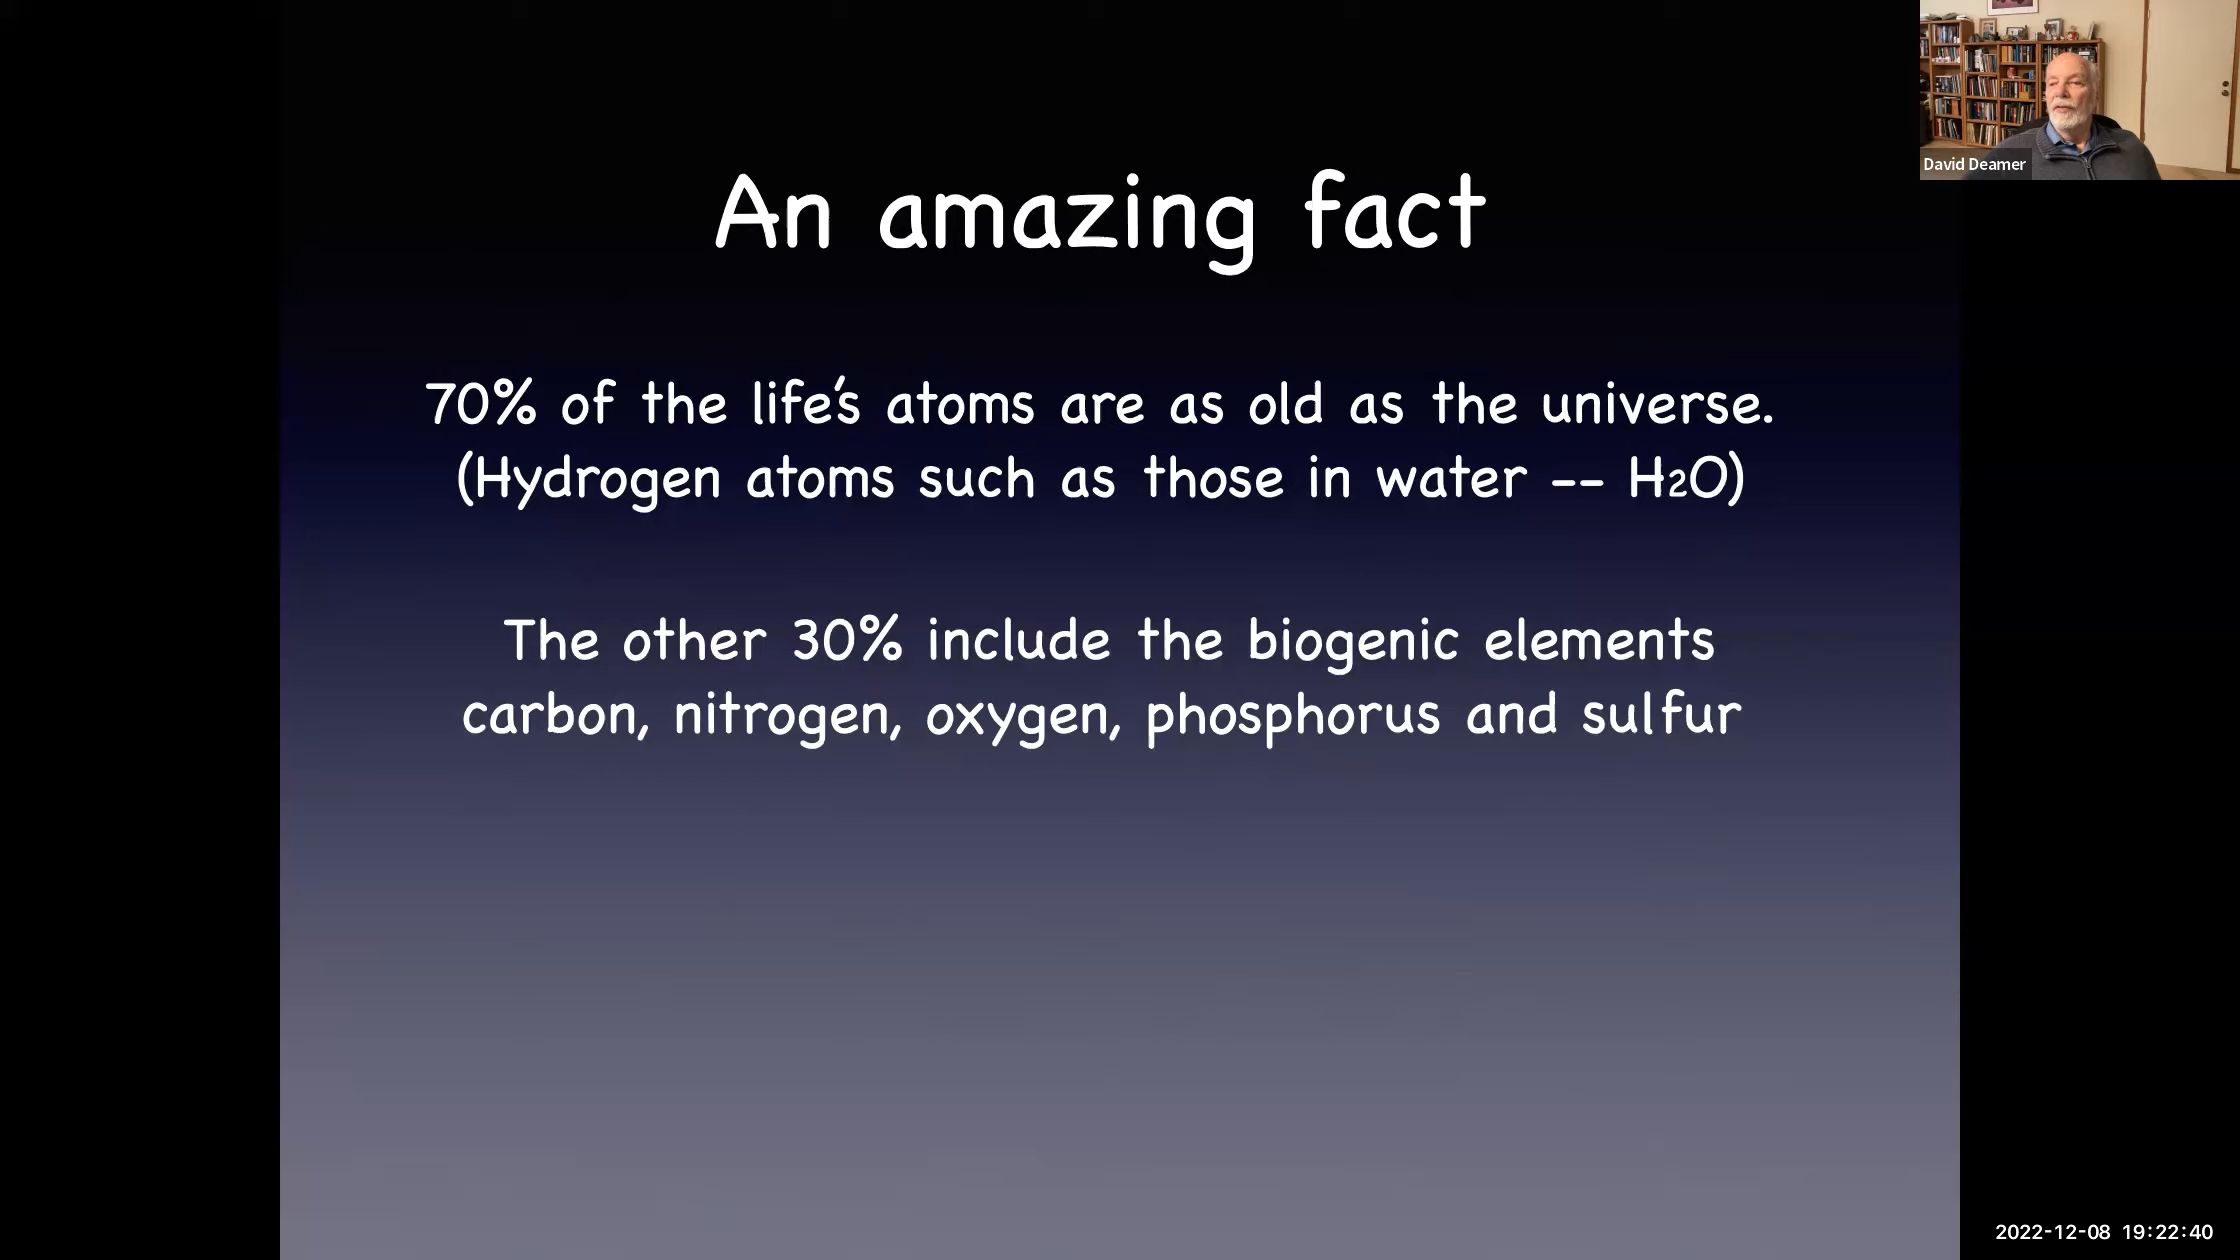 An amazing fact
70% of the life's atoms are as old as the universe.
(Hydrogen atoms such as those in water -- H2O)
The other 30% include the biogenic elements
carbon, nitrogen, oxygen, phosphorus and sulfur
David Deamer
2022-12-08 19:22:40